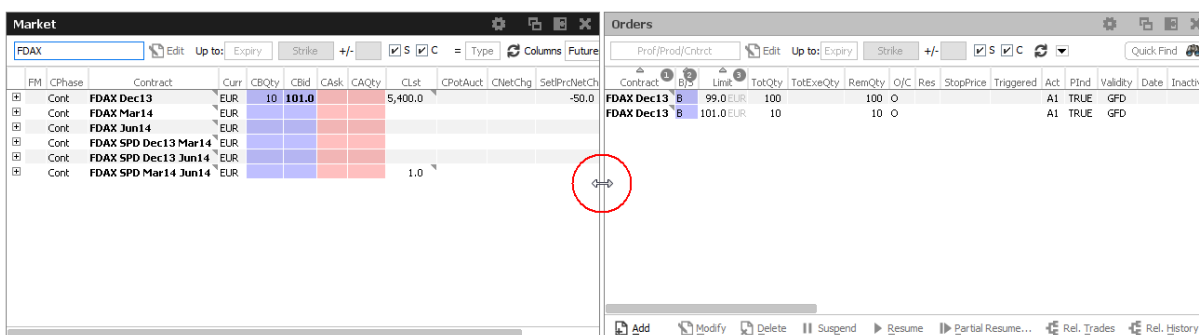 Market
FDAX Edit Up to: Expiry Strike +/- S C = Type Columns Future
FM CPhase Contract Curr CBQty CBid CAsk CAQty CLst CPotAuct CNetChg SetlPrcNetCh
Cont FDAX Dec13 EUR 10 101.0 5,400.0 -50.0
Cont FDAX Mar14 EUR
Cont FDAX Jun14 EUR
Cont FDAX SPD Dec13 Mar14 EUR
Cont FDAX SPD Dec13 Jun14 EUR
Cont FDAX SPD Mar14 Jun14 EUR 1.0
Orders
Prof/Prod/Cntrct Edit Up to: Expiry Strike +/- S C Quick Find
Contract 1 B/S 2 Limit 3 TotQty TotExeQty RemQty O/C Res StopPrice Triggered Act PInd Validity Date Inactiv
FDAX Dec13 B 99.0 EUR 100 100 O A1 TRUE GFD
FDAX Dec13 B 101.0 EUR 10 10 O A1 TRUE GFD
Add Modify Delete Suspend Resume Partial Resume... Rel. Trades Rel. History